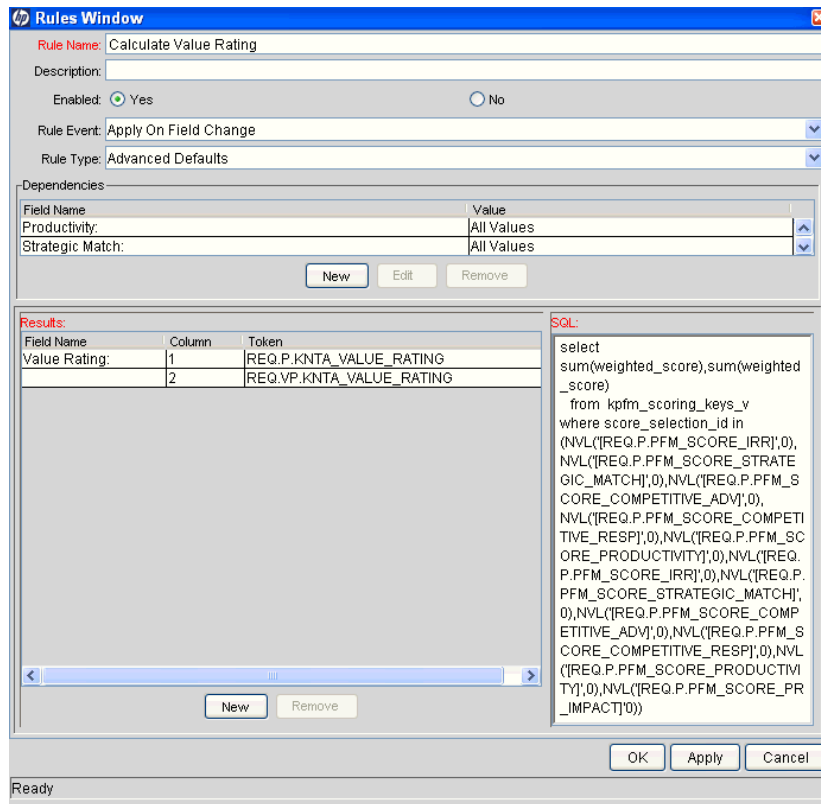 Rules Window
Rule Name: Calculate Value Rating
Description:
Enabled: Yes No
Rule Event: Apply On Field Change
Rule Type: Advanced Defaults
Dependencies
Field Name Value
Productivity: All Values
Strategic Match: All Values
New Edit Remove
Results:
Field Name Column Token
Value Rating: 1 REQ.P.KNTA_VALUE_RATING
2 REQ.VP.KNTA_VALUE_RATING
New Remove
SQL:
select
sum(weighted_score),sum(weighted
_score)
from kpfm_scoring_keys_v
where score_selection_id in
(NVL('[REQ.P.PFM_SCORE_IRR]',0),
NVL('[REQ.P.PFM_SCORE_STRATE
GIC_MATCH]',0),NVL('[REQ.P.PFM_S
CORE_COMPETITIVE_ADV]',0),
NVL('[REQ.P.PFM_SCORE_COMPETI
TIVE_RESP]',0),NVL('[REQ.P.PFM_SC
ORE_PRODUCTIVITY]',0),NVL('[REQ.
P.PFM_SCORE_IRR]',0),NVL('[REQ.P.
PFM_SCORE_STRATEGIC_MATCH]',
0),NVL('[REQ.P.PFM_SCORE_COMP
ETITIVE_ADV]',0),NVL('[REQ.P.PFM_S
CORE_COMPETITIVE_RESP]',0),NVL
('[REQ.P.PFM_SCORE_PRODUCTIVI
TY]',0),NVL('[REQ.P.PFM_SCORE_PR
_IMPACT]'0))
OK Apply Cancel
Ready